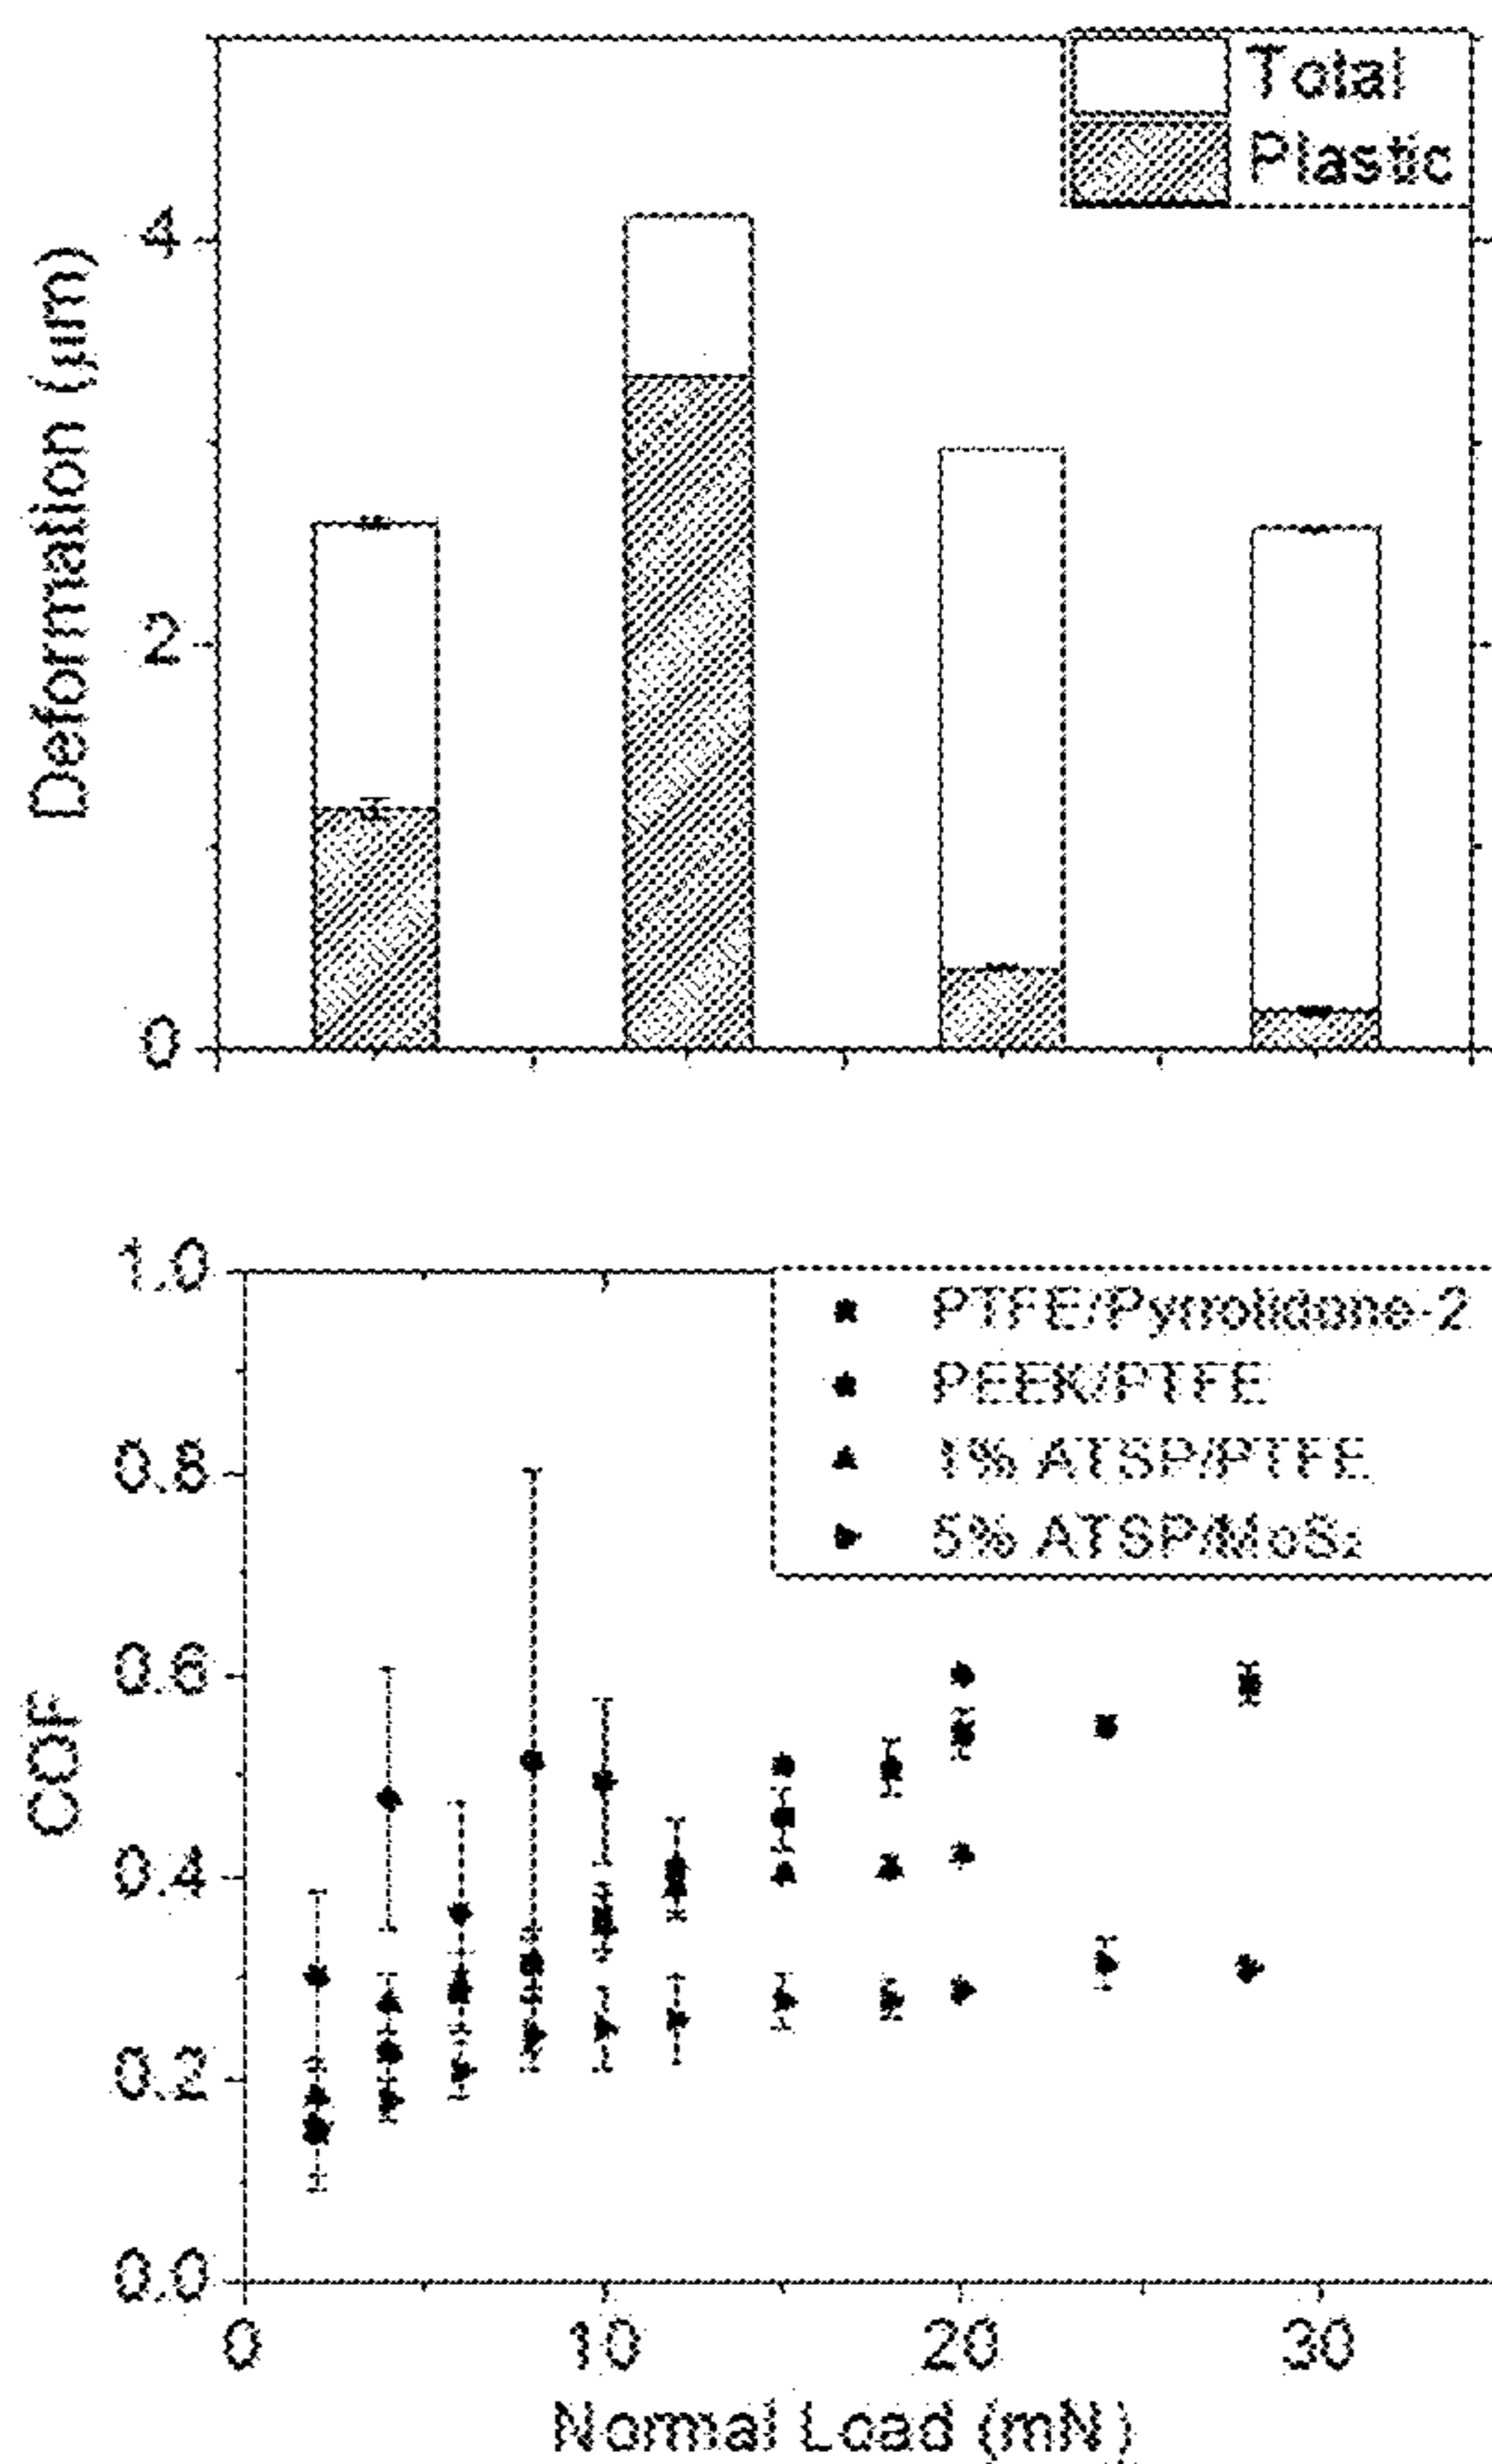 Total
Plastic
4
2
0
Deformation (μm)
1.0
0.8
0.6
0.4
0.2
0.0
COF
PTFE/Pyrrolidone-2
PEEK/PTFE
1% ATSP/PTFE
5% ATSP/MoS₂
0 10 20 30
Normal Load (mN)